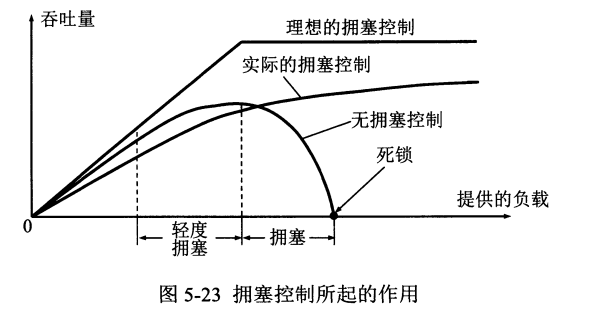 吞吐量
理想的拥塞控制
实际的拥塞控制
无拥塞控制
死锁
提供的负载
0
轻度
拥塞
拥塞
图 5-23 拥塞控制所起的作用